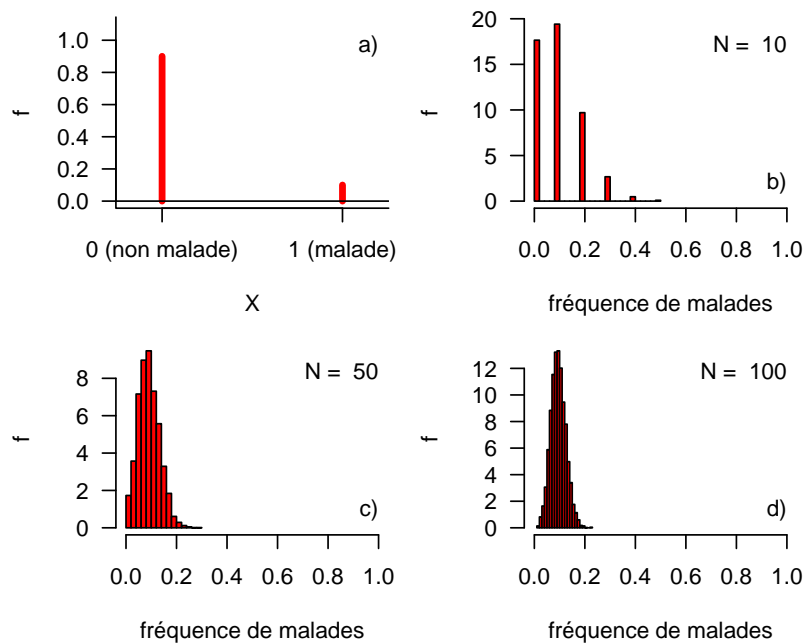 a)
f
1.0
0.8
0.6
0.4
0.2
0.0
0 (non malade) 1 (malade)
X
N = 10
f
20
15
10
5
0
b)
0.0 0.2 0.4 0.6 0.8 1.0
fréquence de malades
N = 50
f
8
6
4
2
0
c)
0.0 0.2 0.4 0.6 0.8 1.0
fréquence de malades
N = 100
f
12
10
8
6
4
2
0
d)
0.0 0.2 0.4 0.6 0.8 1.0
fréquence de malades